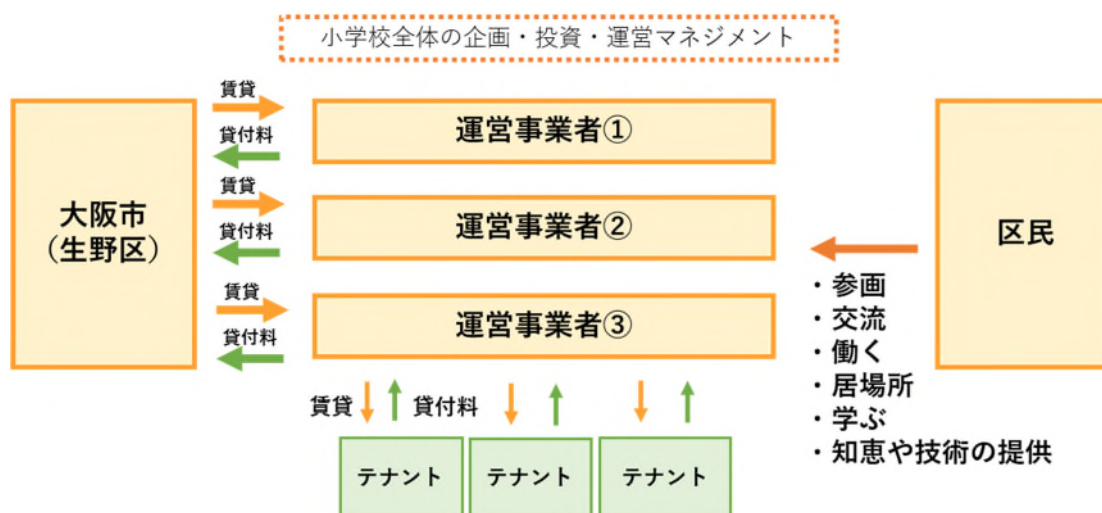 小学校全体の企画・投資・運営マネジメント
賃貸
貸付料
賃貸
貸付料
賃貸
貸付料
大阪市
（生野区）
運営事業者①
運営事業者②
運営事業者③
区民
・参画
・交流
・働く
・居場所
・学ぶ
・知恵や技術の提供
賃貸
貸付料
テナント
テナント
テナント